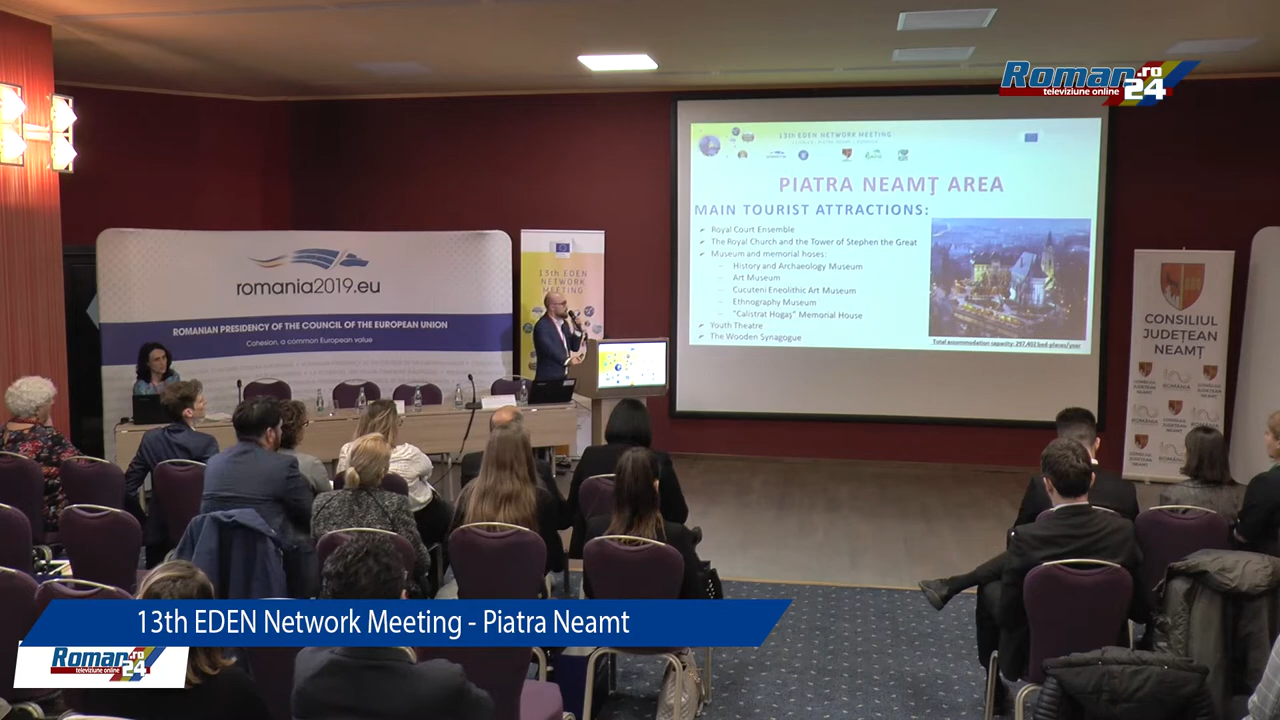 Roman.ro
24
televiziune online
13th EDEN NETWORK MEETING
PIATRA NEAMŢ AREA
MAIN TOURIST ATTRACTIONS:
Royal Court Ensemble
The Royal Church and the Tower of Stephen the Great
Museum and memorial hoses:
History and Archaeology Museum
Art Museum
Cucuteni Eneolithic Art Museum
Ethnography Museum
"Calistrat Hogaş" Memorial House
Youth Theatre
The Wooden Synagogue
Total accommodation capacity: 297,402 bed-places/year
romania2019.eu
ROMANIAN PRESIDENCY OF THE COUNCIL OF THE EUROPEAN UNION
Cohesion, a common European value
13th EDEN
NETWORK
MEETING
CONSILIUL
JUDEȚEAN
NEAMȚ
13th EDEN Network Meeting - Piatra Neamt
Roman.ro
24
televiziune online